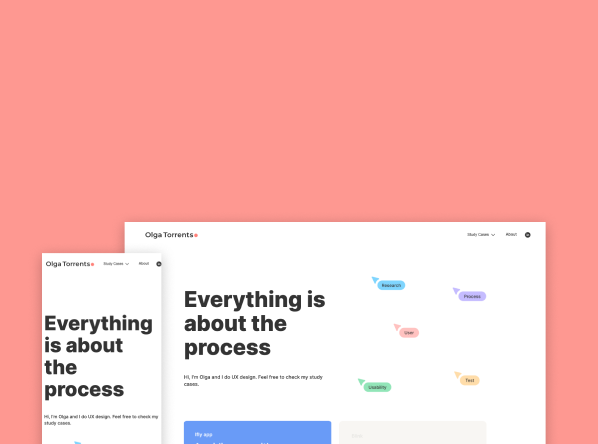 Olga Torrents
Study Cases
About
in
Everything is
about the
process
Hi, I'm Olga and I do UX design. Feel free to check my study
cases.
Research
Process
User
Test
Usability
Illy app
Olga Torrents
Study Cases
About
Everything
is about
the
process
Hi, I'm Olga and I do UX design. Feel free to check my
study cases.